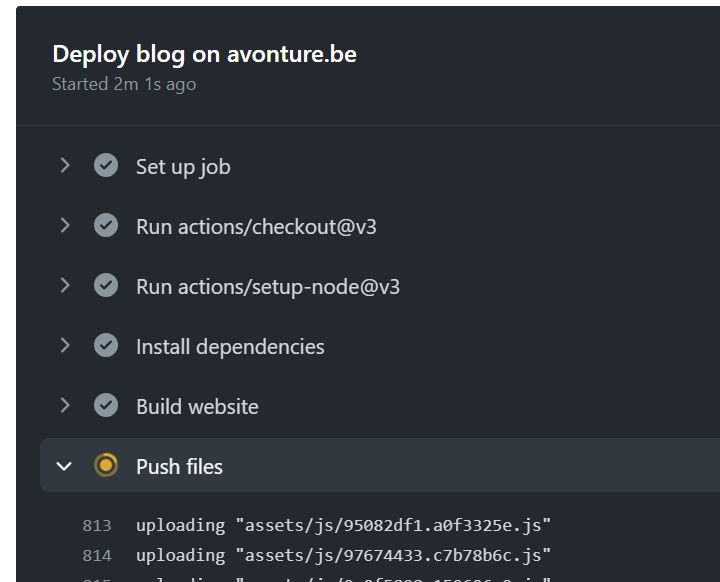 Deploy blog on avonture.be
Started 2m 1s ago
Set up job
Run actions/checkout@v3
Run actions/setup-node@v3
Install dependencies
Build website
Push files
813 uploading "assets/js/95082df1.a0f3325e.js"
814 uploading "assets/js/97674433.c7b78b6c.js"